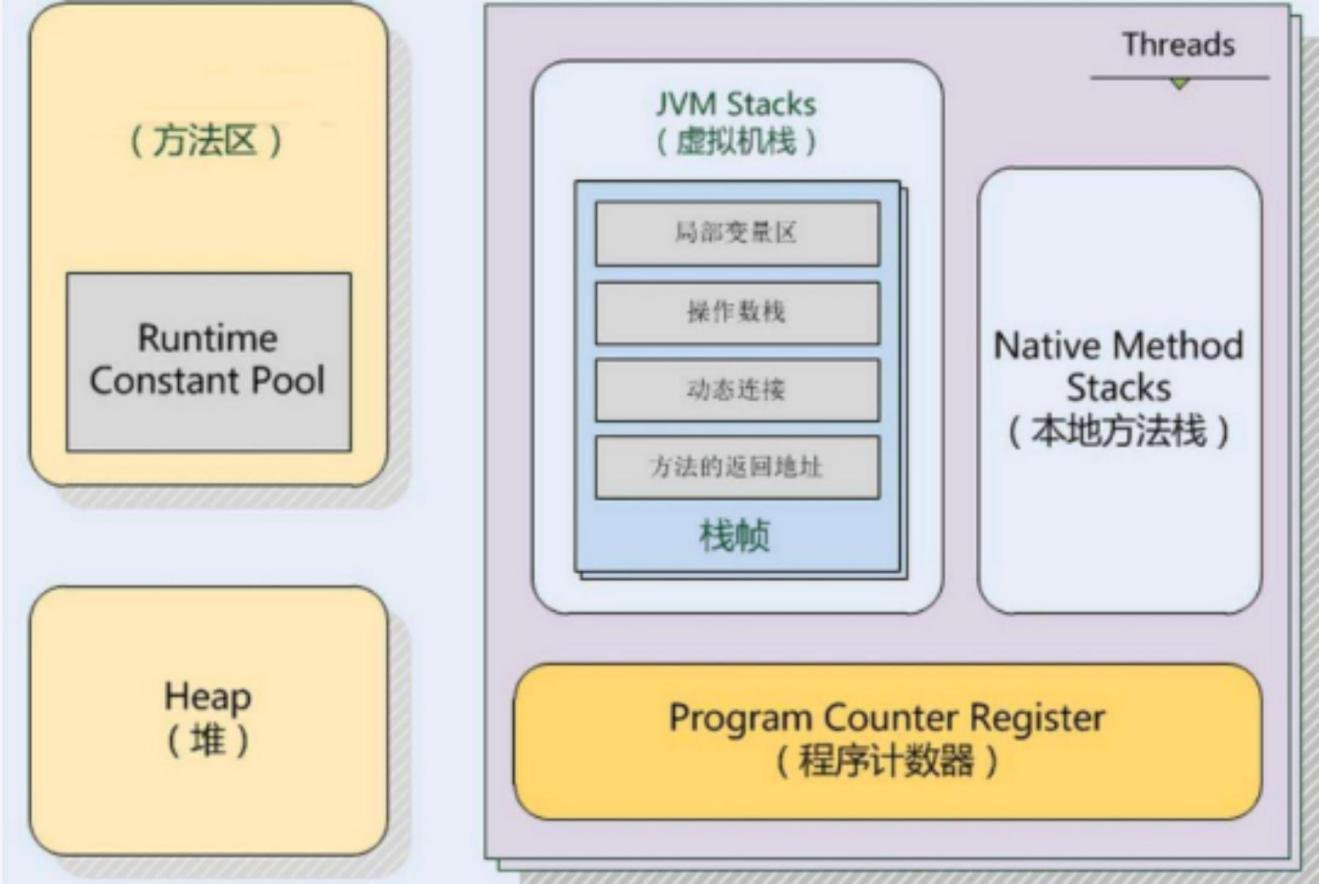 （方法区）
Runtime
Constant Pool
Heap
（堆）
Threads
JVM Stacks
（虚拟机栈）
局部变量区
操作数栈
动态连接
方法的返回地址
栈帧
Native Method
Stacks
（本地方法栈）
Program Counter Register
（程序计数器）